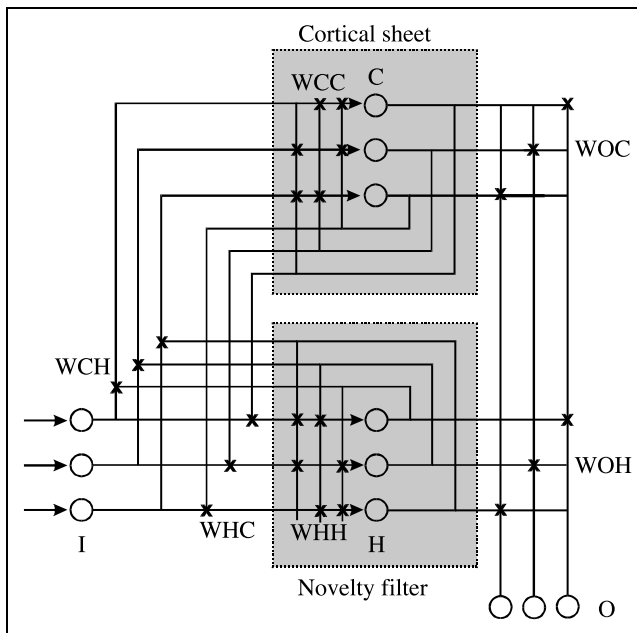 Cortical sheet
WCC
C
WOC
WCH
WOH
WHC
WHH
I
H
Novelty filter
O